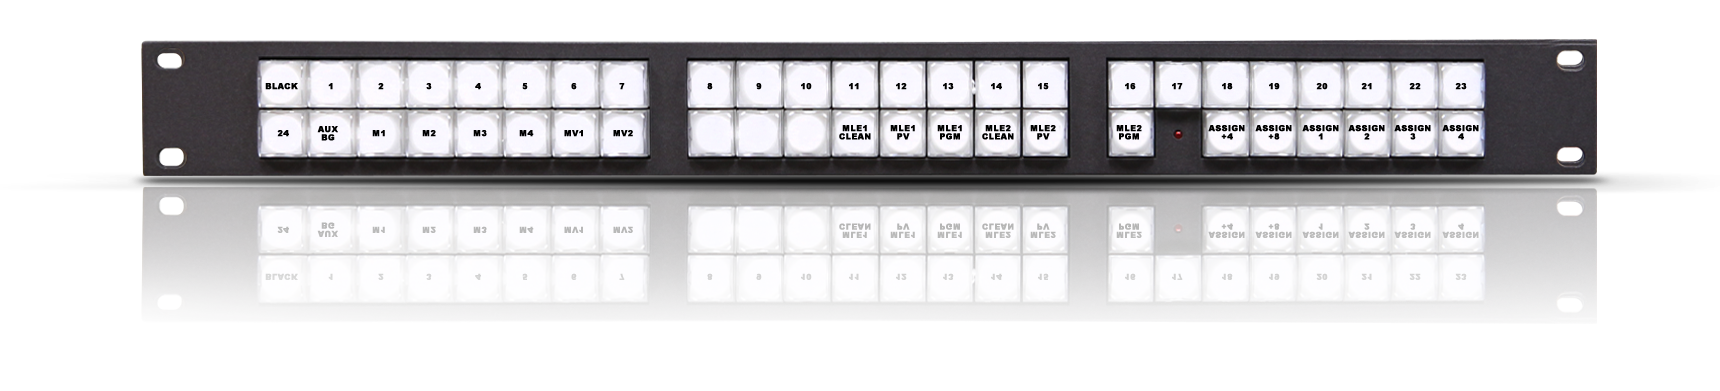 BLACK 1 2 3 4 5 6 7 8 9 10 11 12 13 14 15 16 17 18 19 20 21 22 23
24 AUX BG M1 M2 M3 M4 MV1 MV2 MLE1 CLEAN MLE1 PV MLE1 PGM MLE2 CLEAN MLE2 PV MLE2 PGM ASSIGN +4 ASSIGN +8 ASSIGN 1 ASSIGN 2 ASSIGN 3 ASSIGN 4